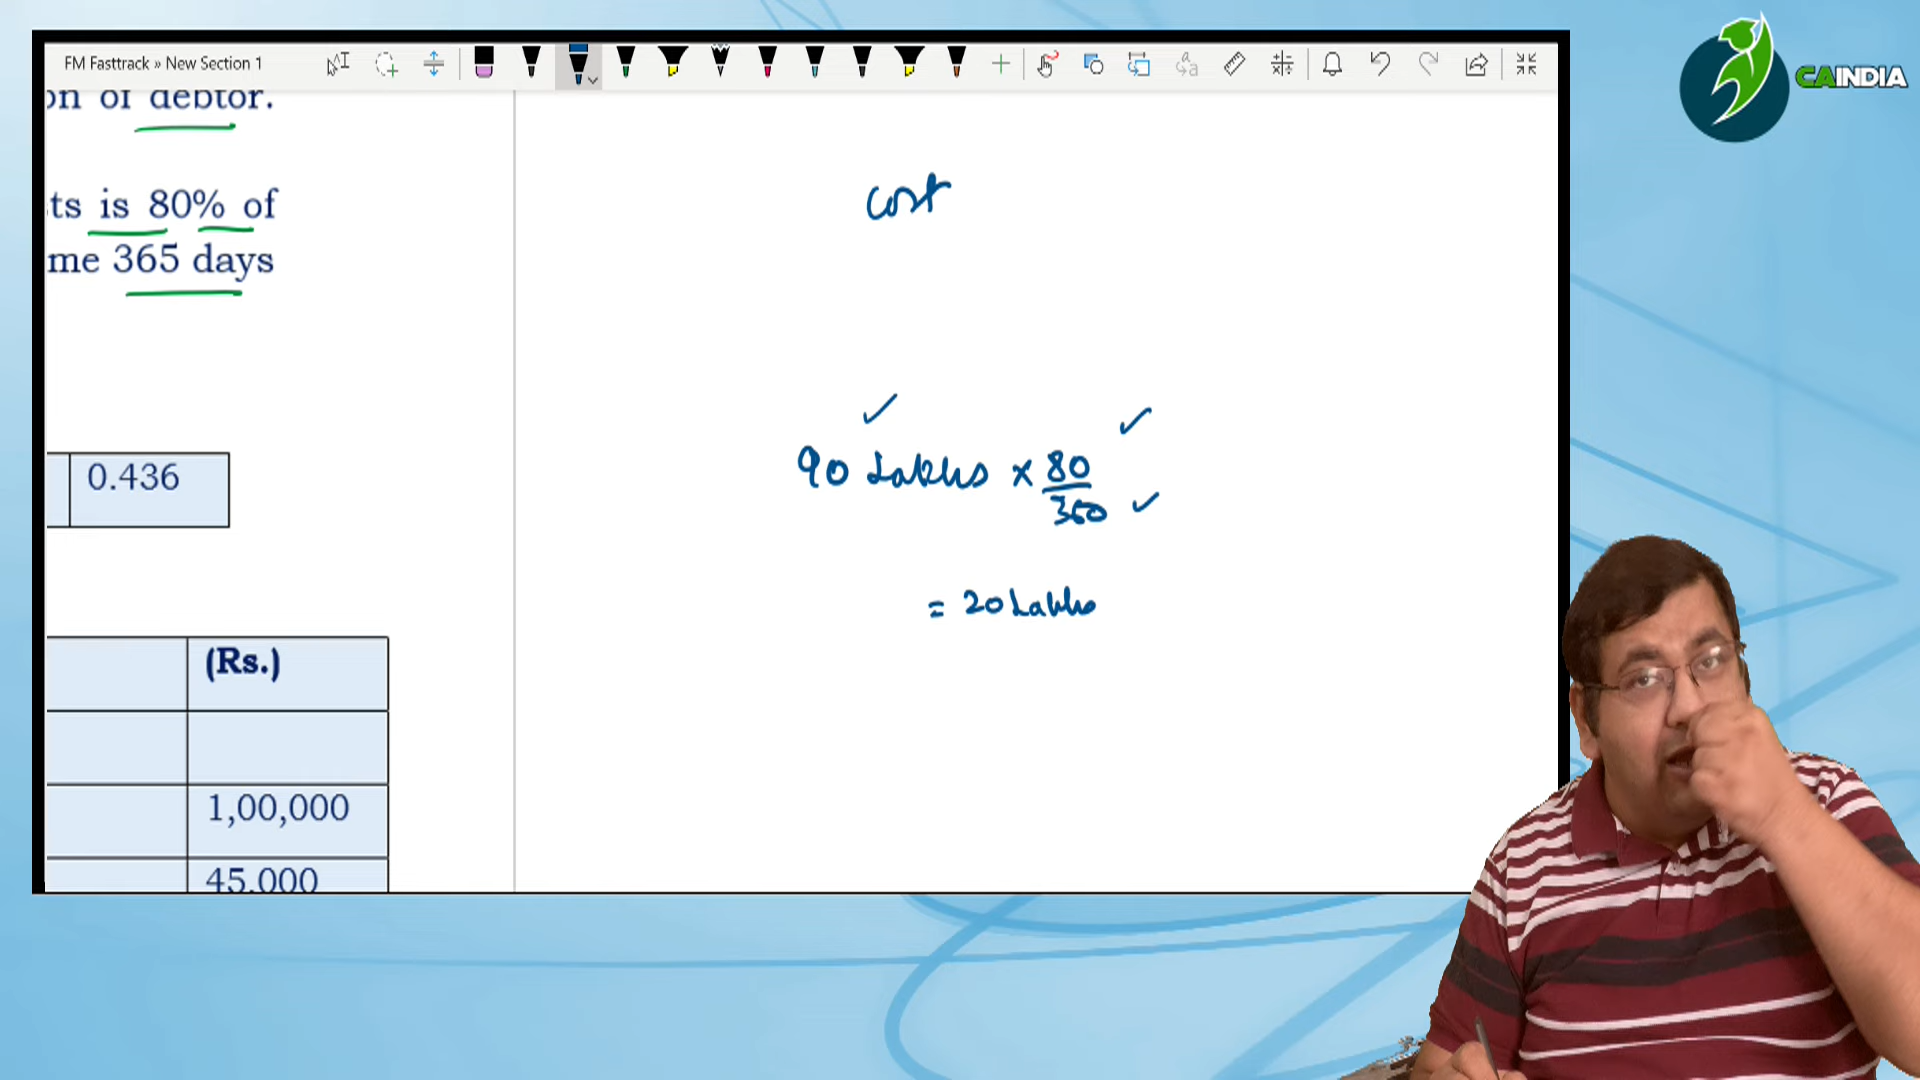 FM Fasttrack » New Section 1
CAINDIA
on of debtor.
ts is 80% of
me 365 days
0.436
(Rs.)
1,00,000
45,000
cost
90 Lakhs × 80
360
= 20 Lakhs